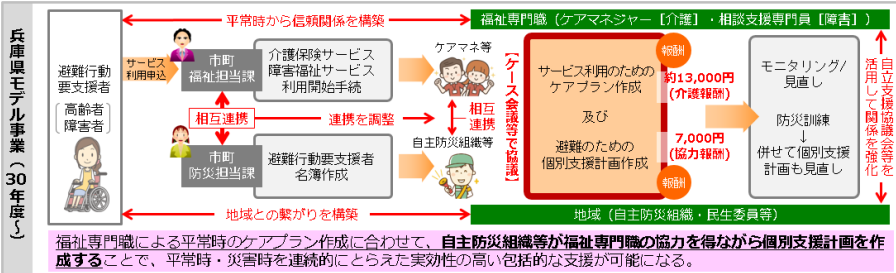 兵庫県モデル事業（30年度～）
平常時から信頼関係を構築
福祉専門職（ケアマネジャー［介護］・相談支援専門員［障害］）
避難行動
要支援者
高齢者
障害者
サービス
利用申込
市町
福祉担当課
介護保険サービス
障害福祉サービス
利用開始手続
ケアマネ等
相互連携
連携を調整
相互
連携
市町
防災担当課
避難行動要支援者
名簿作成
自主防災組織等
【ケース会議等で協議】
サービス利用のための
ケアプラン作成
及び
避難のための
個別支援計画作成
報酬
約13,000円
（介護報酬）
7,000円
（協力報酬）
報酬
モニタリング/
見直し
防災訓練
↓
併せて個別支援
計画も見直し
自立支援協議会等を
活用して関係を強化
地域との繋がりを構築
地域（自主防災組織・民生委員等）
福祉専門職による平常時のケアプラン作成に合わせて、自主防災組織等が福祉専門職の協力を得ながら個別支援計画を作
成することで、平常時・災害時を連続的にとらえた実効性の高い包括的な支援が可能になる。